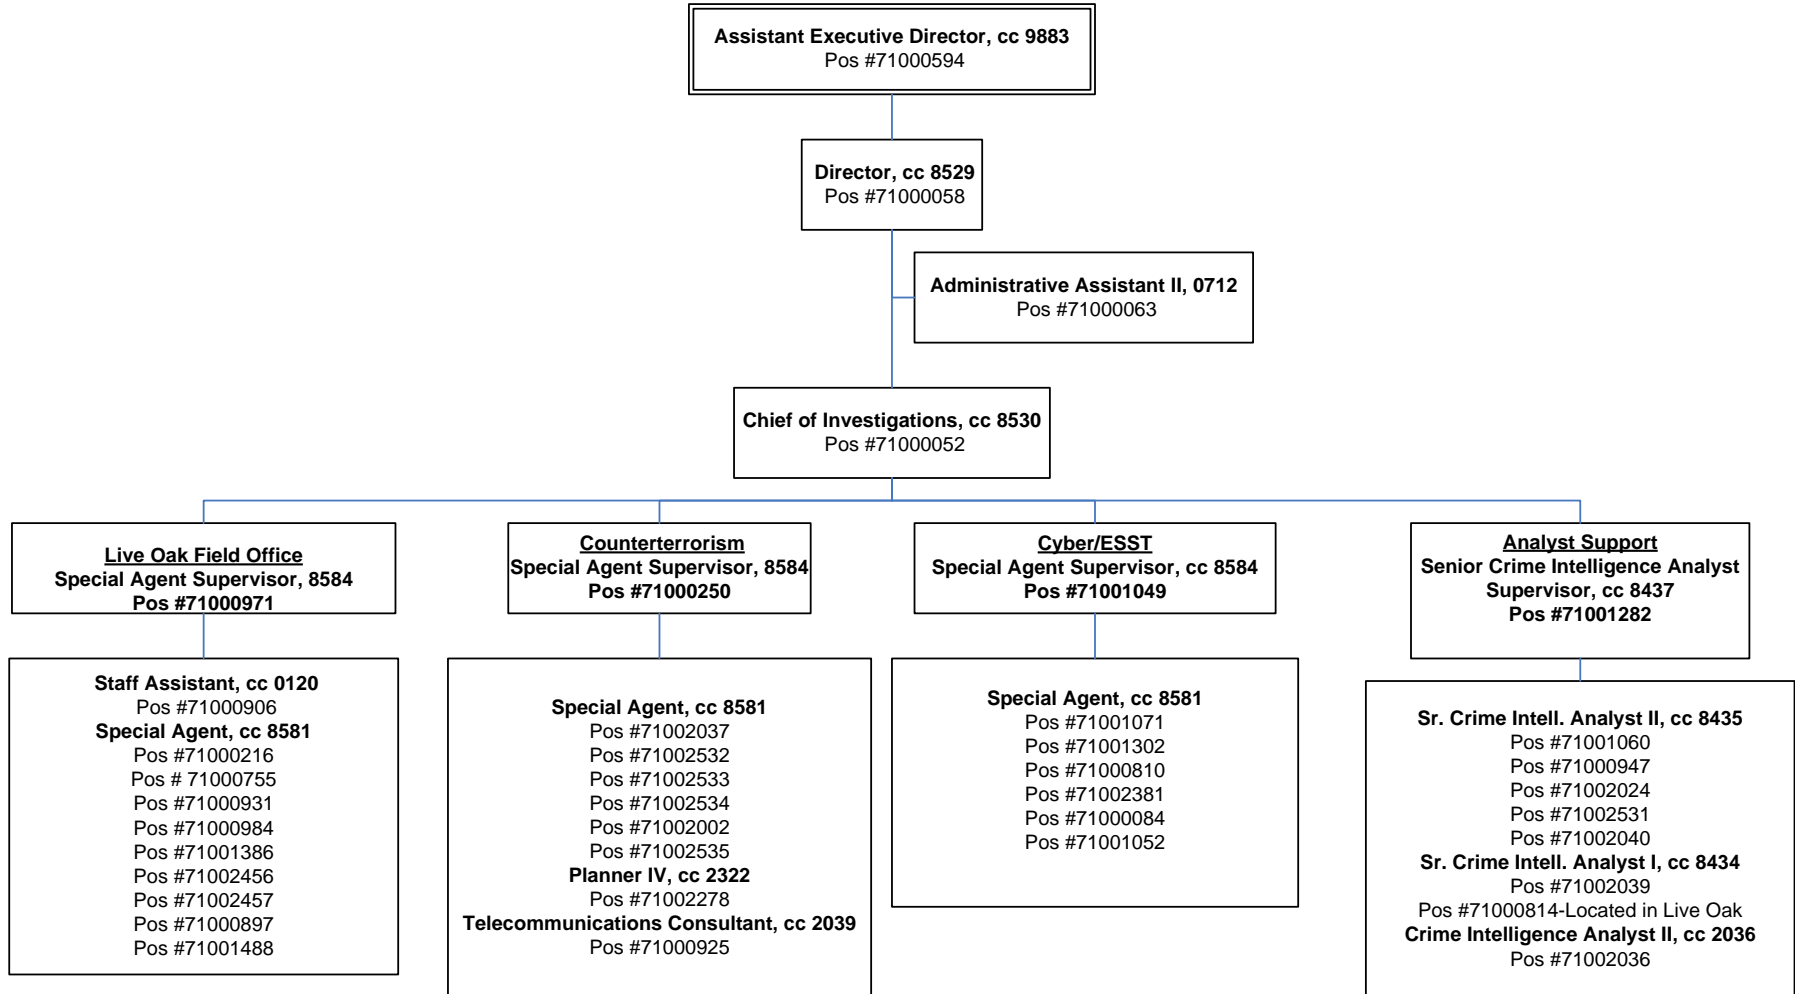 Assistant Executive Director, cc 9883
Pos #71000594
Director, cc 8529
Pos #71000058
Administrative Assistant II, 0712
Pos #71000063
Chief of Investigations, cc 8530
Pos #71000052
Live Oak Field Office
Special Agent Supervisor, 8584
Pos #71000971
Counterterrorism
Special Agent Supervisor, 8584
Pos #71000250
Cyber/ESST
Special Agent Supervisor, cc 8584
Pos #71001049
Analyst Support
Senior Crime Intelligence Analyst
Supervisor, cc 8437
Pos #71001282
Staff Assistant, cc 0120
Pos #71000906
Special Agent, cc 8581
Pos #71000216
Pos # 71000755
Pos #71000931
Pos #71000984
Pos #71001386
Pos #71002456
Pos #71002457
Pos #71000897
Pos #71001488
Special Agent, cc 8581
Pos #71002037
Pos #71002532
Pos #71002533
Pos #71002534
Pos #71002002
Pos #71002535
Planner IV, cc 2322
Pos #71002278
Telecommunications Consultant, cc 2039
Pos #71000925
Special Agent, cc 8581
Pos #71001071
Pos #71001302
Pos #71000810
Pos #71002381
Pos #71000084
Pos #71001052
Sr. Crime Intell. Analyst II, cc 8435
Pos #71001060
Pos #71000947
Pos #71002024
Pos #71002531
Pos #71002040
Sr. Crime Intell. Analyst I, cc 8434
Pos #71002039
Pos #71000814-Located in Live Oak
Crime Intelligence Analyst II, cc 2036
Pos #71002036